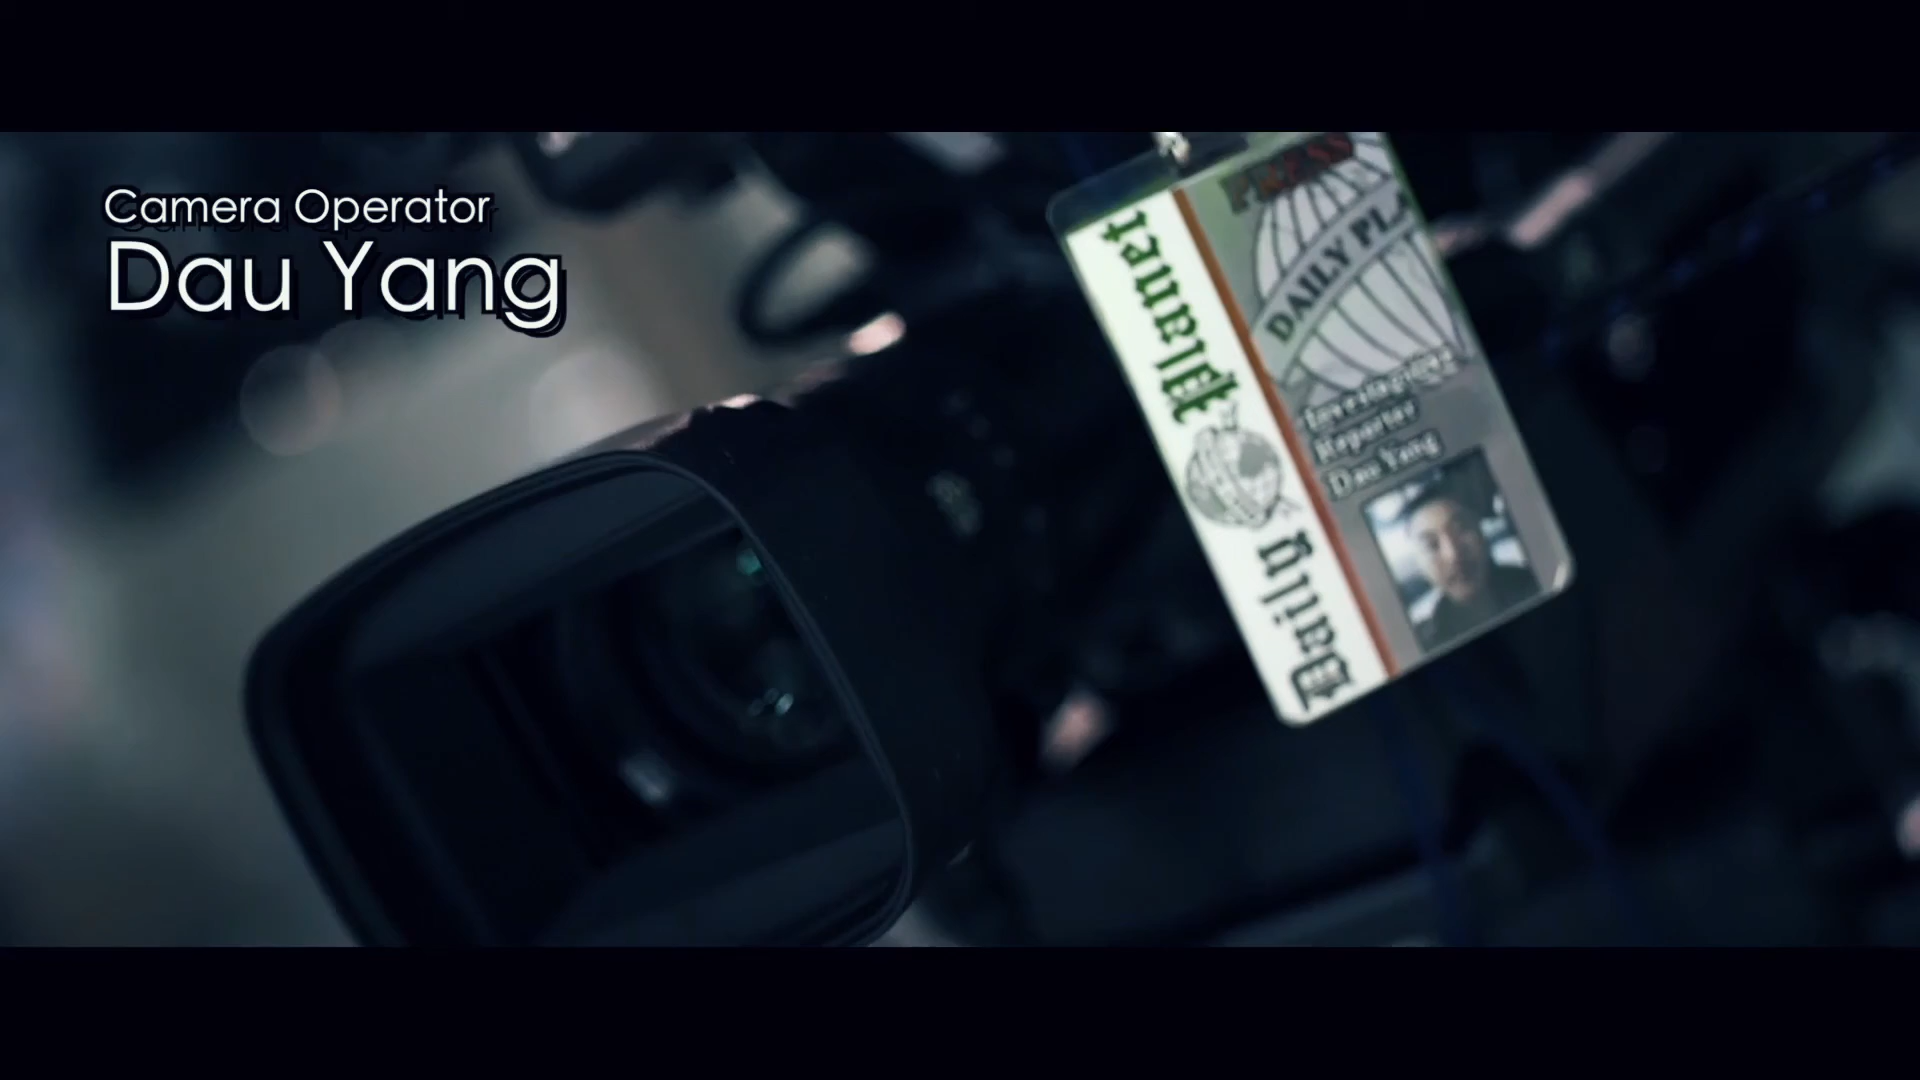 Camera Operator
Dau Yang
PRESS
DAILY PLA
Investigative
Reporter
Dau Yang
Daily Planet